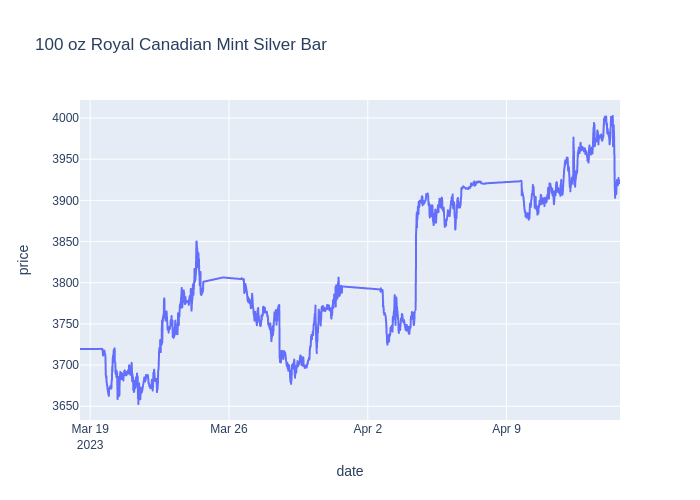 100 oz Royal Canadian Mint Silver Bar
4000
3950
3900
3850
3800
3750
3700
3650
price
Mar 19
2023
Mar 26
Apr 2
Apr 9
date